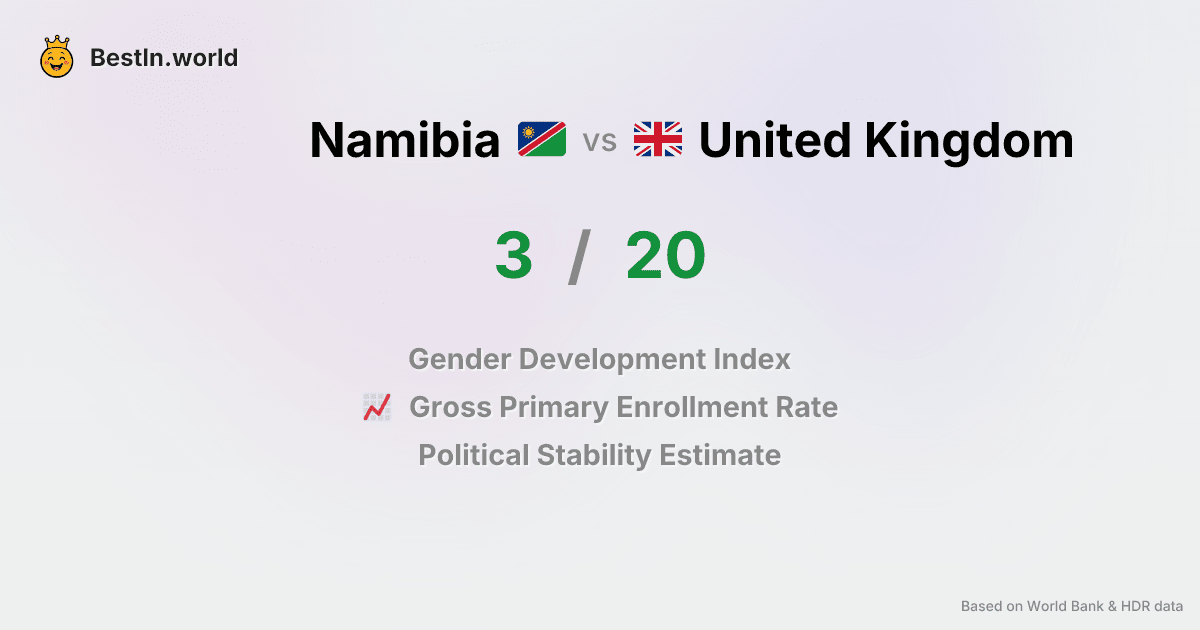 BestIn.world
Namibia vs United Kingdom
3 / 20
Gender Development Index
Gross Primary Enrollment Rate
Political Stability Estimate
Based on World Bank & HDR data